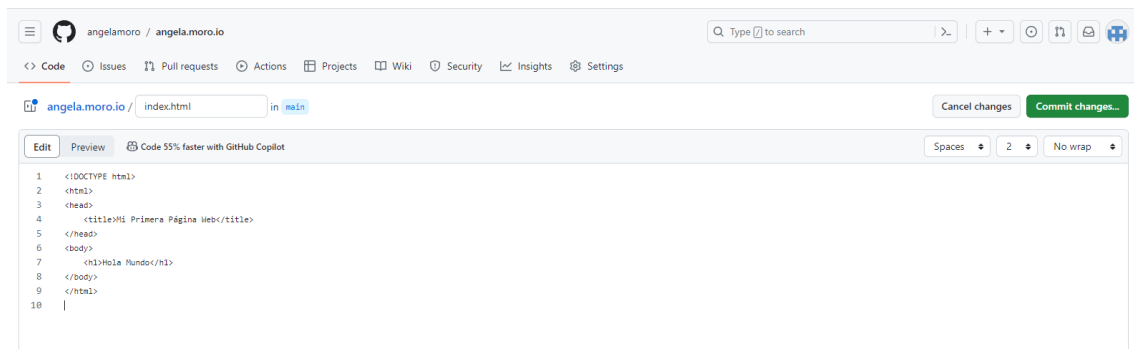 angelamoro / angela.moro.io
Type / to search
Code Issues Pull requests Actions Projects Wiki Security Insights Settings
angela.moro.io / index.html in main
Cancel changes Commit changes...
Edit Preview Code 55% faster with GitHub Copilot
Spaces 2 No wrap
1 <!DOCTYPE html>
2 <html>
3 <head>
4 <title>Mi Primera Página Web</title>
5 </head>
6 <body>
7 <h1>Hola Mundo</h1>
8 </body>
9 </html>
10